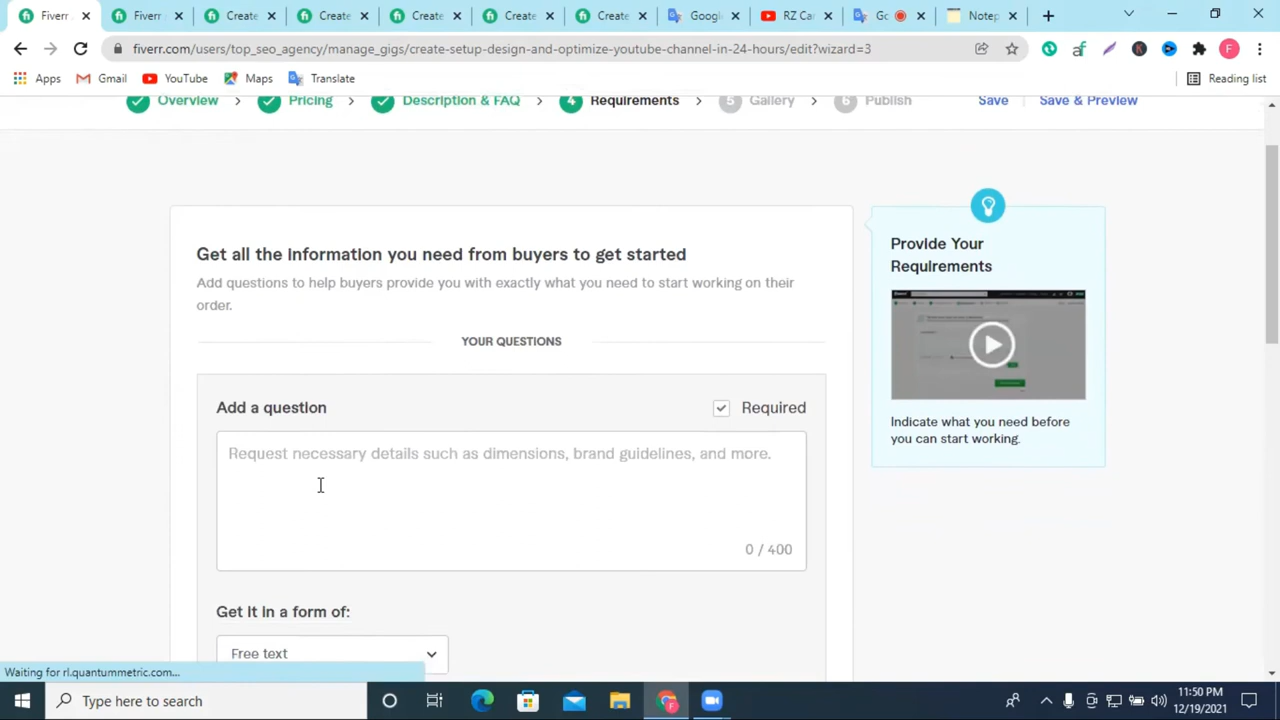 Fiverr
Fiverr
Create
Create
Create
Create
Create
Google
RZ Car
Go
Notep
fiverr.com/users/top_seo_agency/manage_gigs/create-setup-design-and-optimize-youtube-channel-in-24-hours/edit?wizard=3
Apps
Gmail
YouTube
Maps
Translate
Reading list
Overview
Pricing
Description & FAQ
4 Requirements
5 Gallery
6 Publish
Save
Save & Preview
Get all the information you need from buyers to get started
Add questions to help buyers provide you with exactly what you need to start working on their
order.
YOUR QUESTIONS
Add a question
Required
Request necessary details such as dimensions, brand guidelines, and more.
0 / 400
Get it in a form of:
Free text
Provide Your
Requirements
Indicate what you need before
you can start working.
Waiting for rl.quantummetric.com...
Type here to search
11:50 PM
12/19/2021